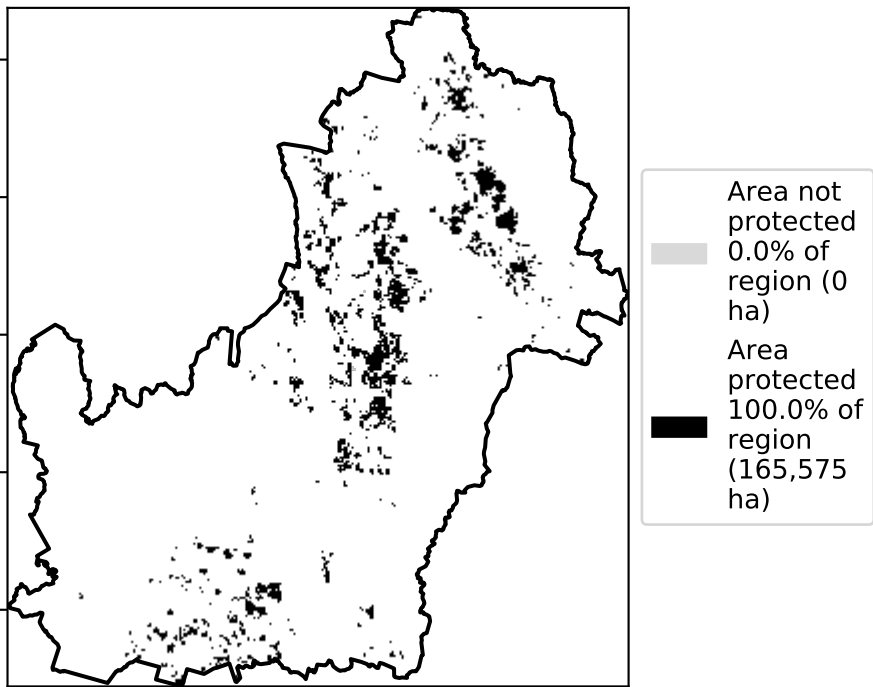 Area not
protected
0.0% of
region (0
ha)
Area
protected
100.0% of
region
(165,575
ha)